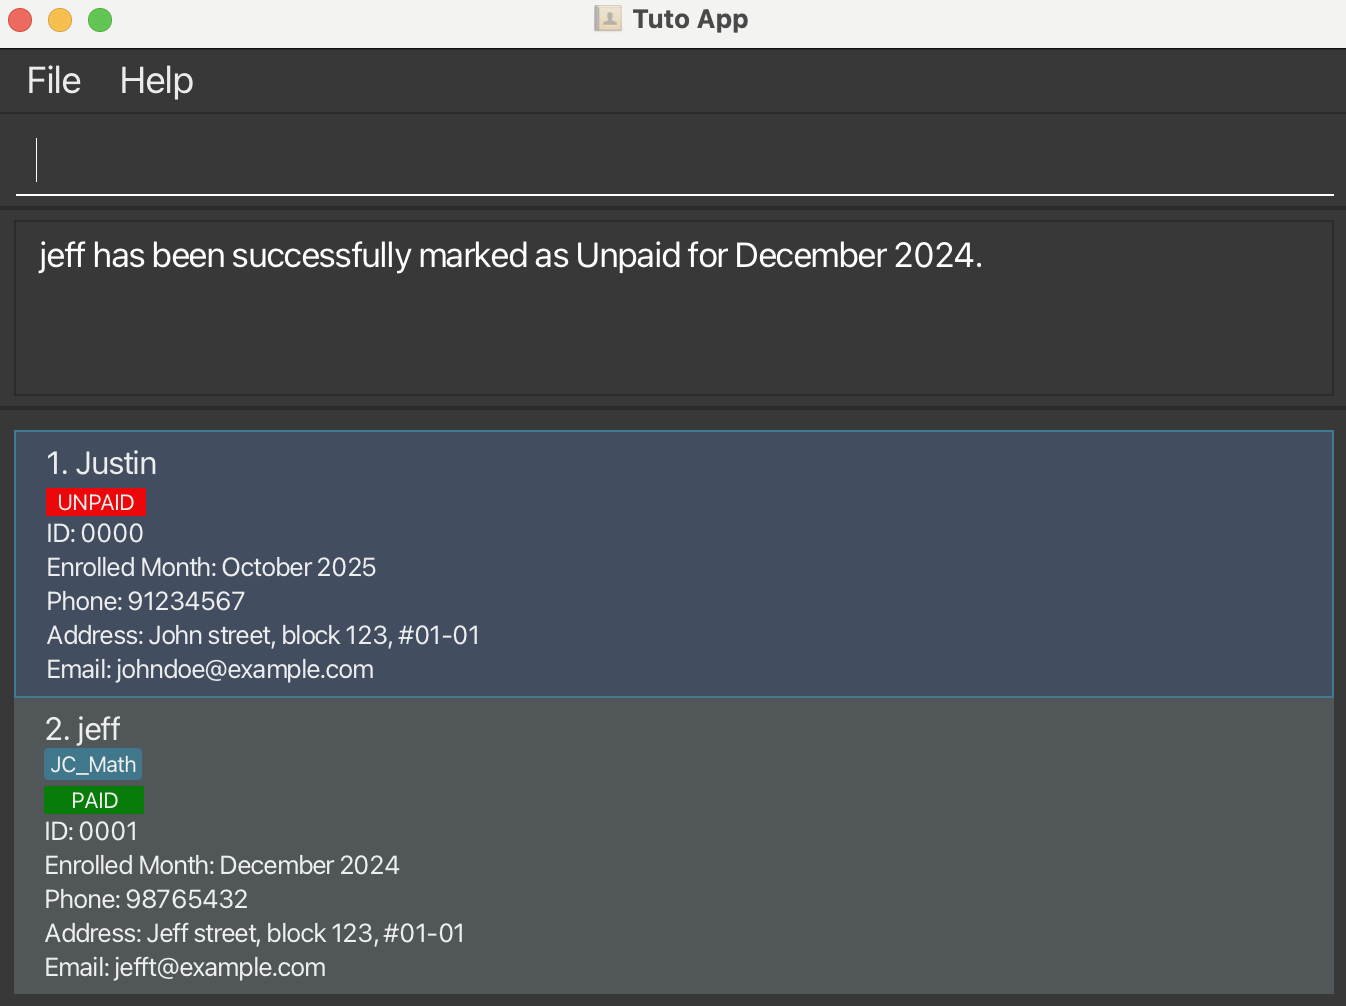 Tuto App
File Help
jeff has been successfully marked as Unpaid for December 2024.
1. Justin
UNPAID
ID: 0000
Enrolled Month: October 2025
Phone: 91234567
Address: John street, block 123, #01-01
Email: johndoe@example.com
2. jeff
JC_Math
PAID
ID: 0001
Enrolled Month: December 2024
Phone: 98765432
Address: Jeff street, block 123, #01-01
Email: jefft@example.com